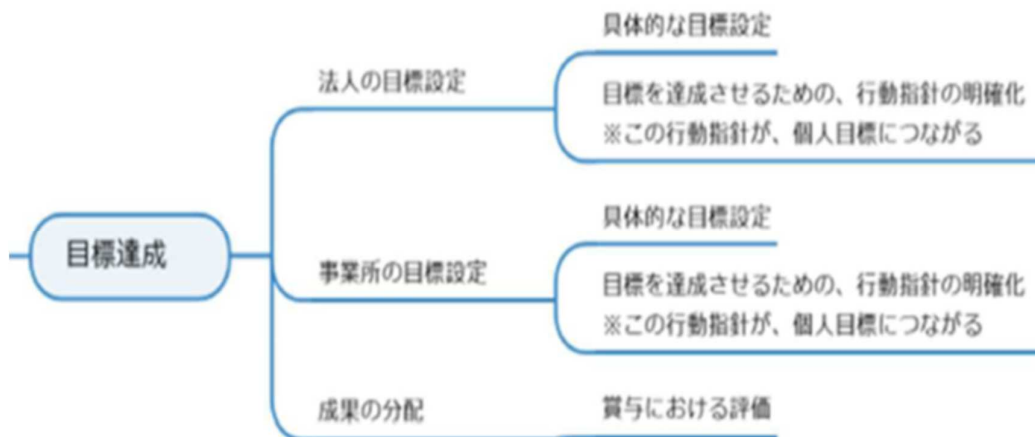 目標達成
法人の目標設定
具体的な目標設定
目標を達成させるための、行動指針の明確化
※この行動指針が、個人目標につながる
事業所の目標設定
具体的な目標設定
目標を達成させるための、行動指針の明確化
※この行動指針が、個人目標につながる
成果の分配
賞与における評価